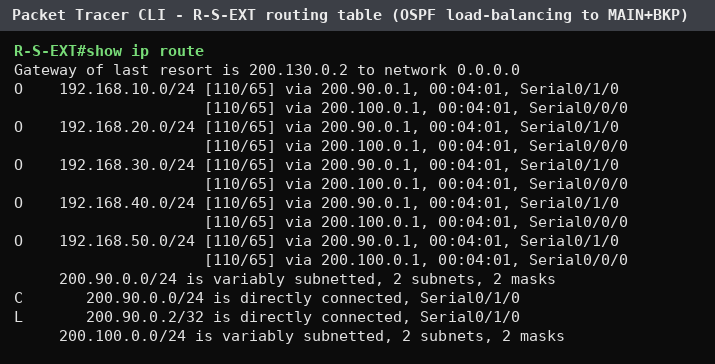 Packet Tracer CLI - R-S-EXT routing table (OSPF load-balancing to MAIN+BKP)
R-S-EXT#show ip route
Gateway of last resort is 200.130.0.2 to network 0.0.0.0
O    192.168.10.0/24 [110/65] via 200.90.0.1, 00:04:01, Serial0/1/0
                     [110/65] via 200.100.0.1, 00:04:01, Serial0/0/0
O    192.168.20.0/24 [110/65] via 200.90.0.1, 00:04:01, Serial0/1/0
                     [110/65] via 200.100.0.1, 00:04:01, Serial0/0/0
O    192.168.30.0/24 [110/65] via 200.90.0.1, 00:04:01, Serial0/1/0
                     [110/65] via 200.100.0.1, 00:04:01, Serial0/0/0
O    192.168.40.0/24 [110/65] via 200.90.0.1, 00:04:01, Serial0/1/0
                     [110/65] via 200.100.0.1, 00:04:01, Serial0/0/0
O    192.168.50.0/24 [110/65] via 200.90.0.1, 00:04:01, Serial0/1/0
                     [110/65] via 200.100.0.1, 00:04:01, Serial0/0/0
     200.90.0.0/24 is variably subnetted, 2 subnets, 2 masks
C       200.90.0.0/24 is directly connected, Serial0/1/0
L       200.90.0.2/32 is directly connected, Serial0/1/0
     200.100.0.0/24 is variably subnetted, 2 subnets, 2 masks